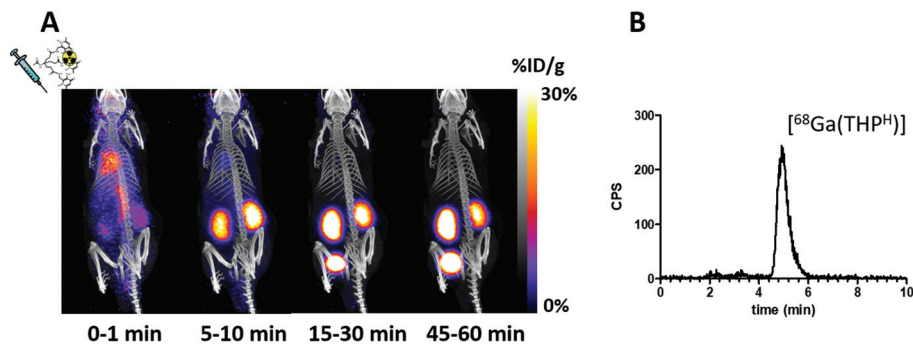 A
B
%ID/g
30%
0%
0-1 min
5-10 min
15-30 min
45-60 min
[⁶⁸Ga(THPᴴ)]
CPS
300
200
100
0
0 2 4 6 8 10
time (min)